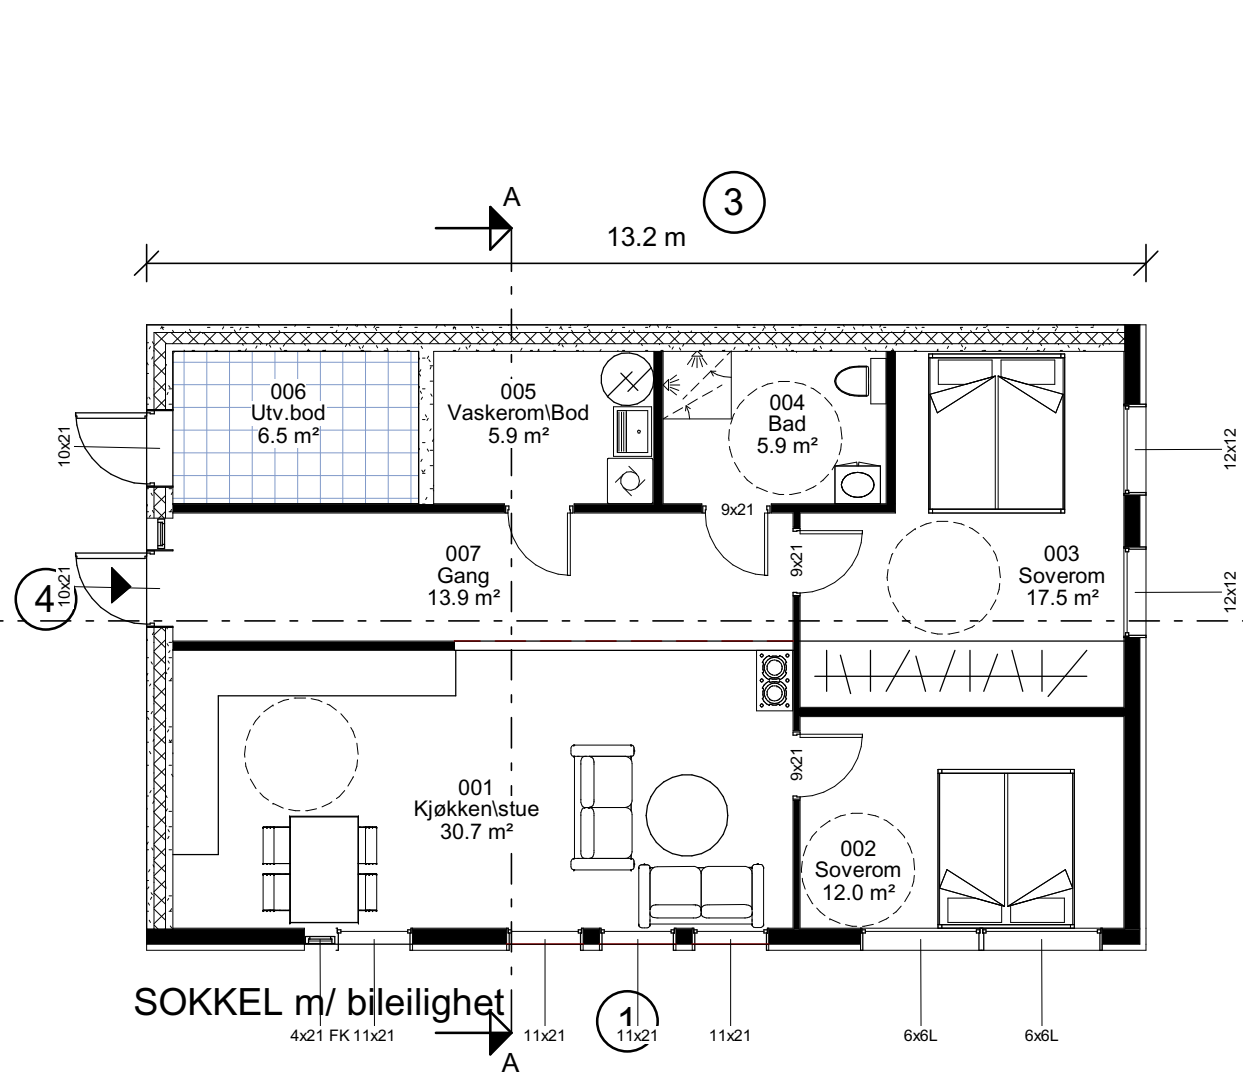 A
3
13.2 m
006
Utv.bod
6.5 m²
005
Vaskerom\Bod
5.9 m²
004
Bad
5.9 m²
10x21
12x12
9x21
007
Gang
13.9 m²
9x21
003
Soverom
17.5 m²
4
10x21
12x12
9x21
001
Kjøkken\stue
30.7 m²
002
Soverom
12.0 m²
SOKKEL m/ bileilighet
1
4x21 FK 11x21
11x21
11x21
11x21
6x6L
6x6L
A